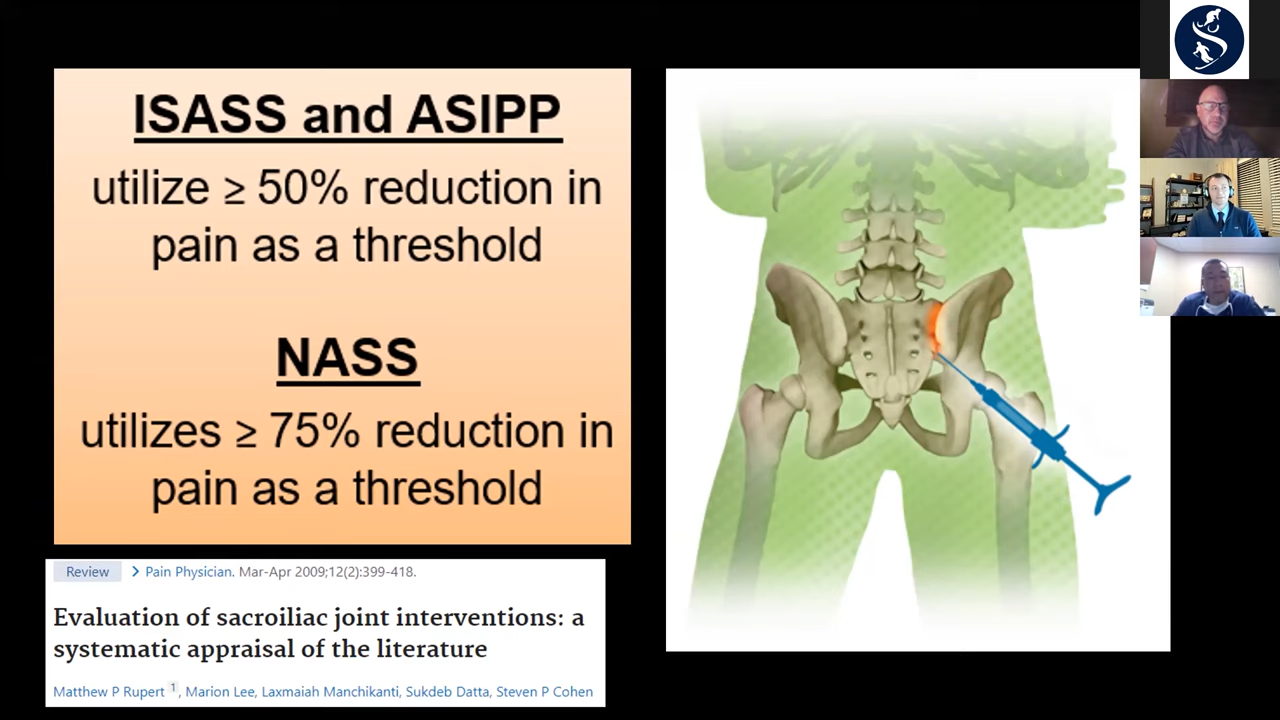 ISASS and ASIPP
utilize ≥ 50% reduction in
pain as a threshold
NASS
utilizes ≥ 75% reduction in
pain as a threshold
Review > Pain Physician. Mar-Apr 2009;12(2):399-418.
Evaluation of sacroiliac joint interventions: a
systematic appraisal of the literature
Matthew P Rupert 1, Marion Lee, Laxmaiah Manchikanti, Sukdeb Datta, Steven P Cohen